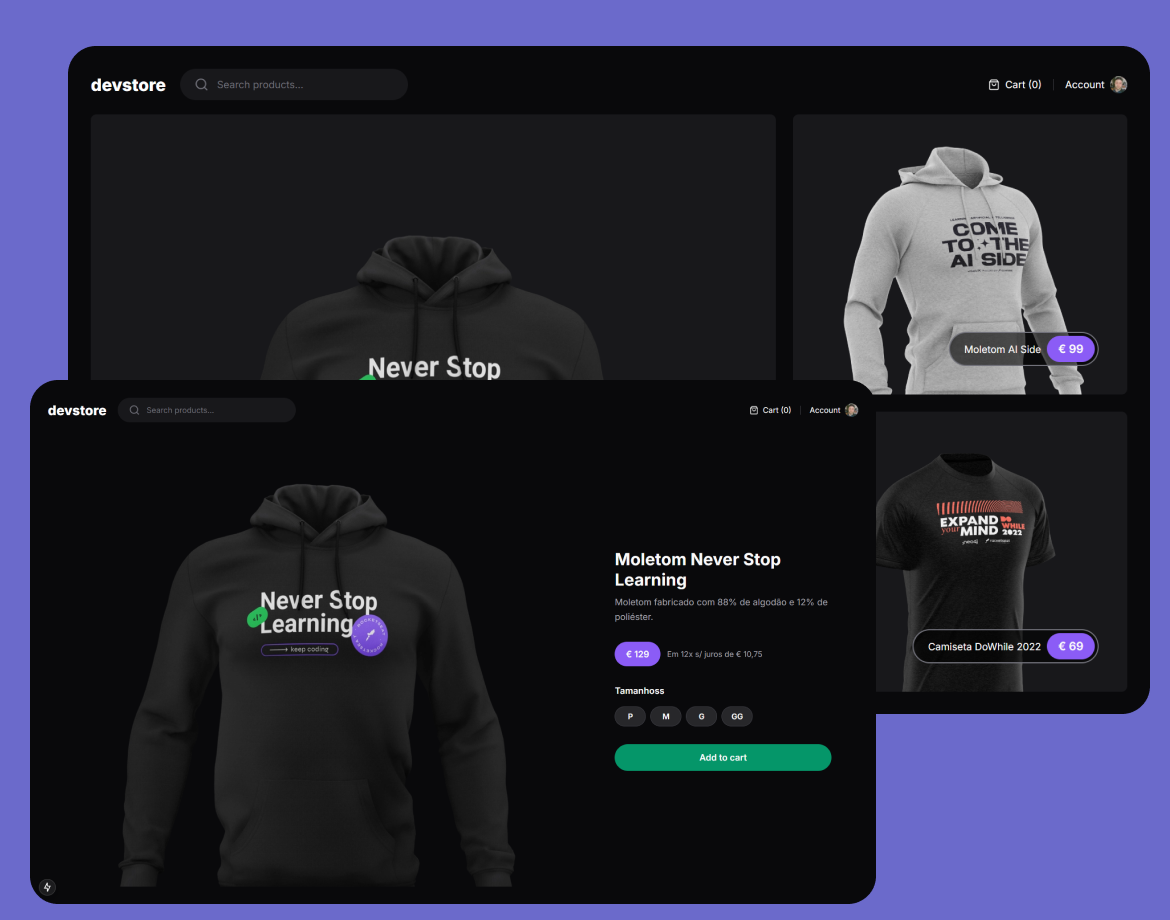 devstore
Search products...
Cart (0)
Account
Never Stop
COME
TO THE
AI SIDE
Moletom AI Side
€ 99
EXPAND DO
your MIND WHILE
2022
Camiseta DoWhile 2022
€ 69
devstore
Search products...
Cart (0)
Account
Never Stop
Learning
</>
keep coding
Moletom Never Stop
Learning
Moletom fabricado com 88% de algodão e 12% de
poliéster.
€ 129
Em 12x s/ juros de € 10,75
Tamanhoss
P
M
G
GG
Add to cart